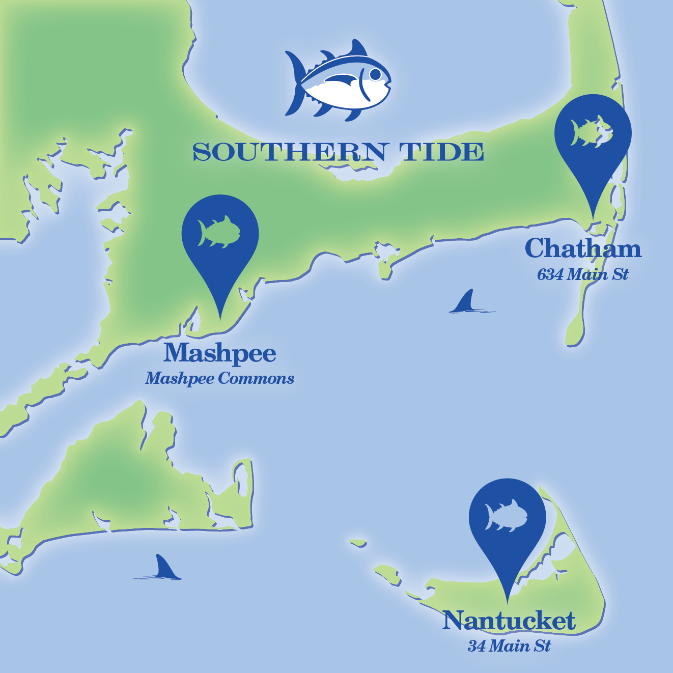 SOUTHERN TIDE
Chatham
634 Main St
Mashpee
Mashpee Commons
Nantucket
34 Main St